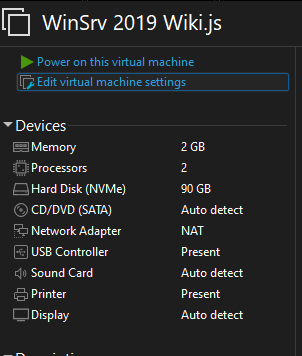 WinSrv 2019 Wiki.js
Power on this virtual machine
Edit virtual machine settings
Devices
Memory 2 GB
Processors 2
Hard Disk (NVMe) 90 GB
CD/DVD (SATA) Auto detect
Network Adapter NAT
USB Controller Present
Sound Card Auto detect
Printer Present
Display Auto detect